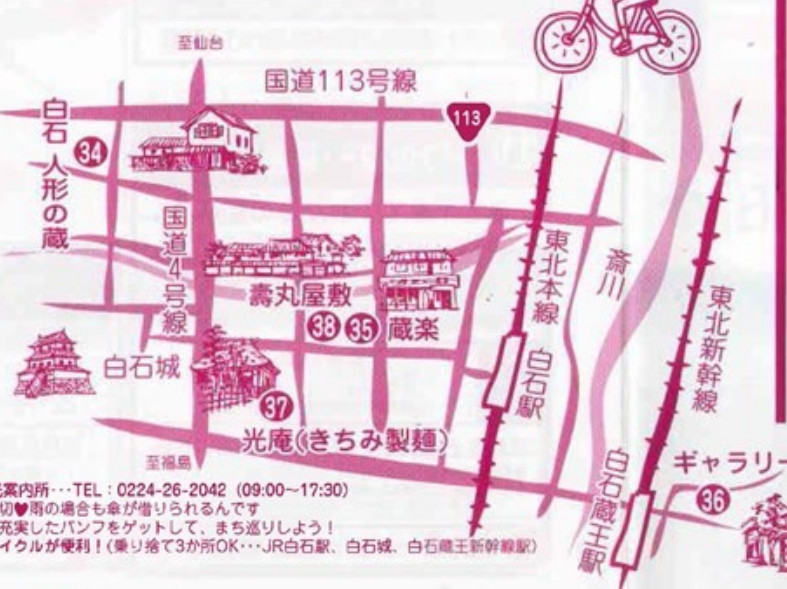 至仙台
国道113号線
113
白石 人形の蔵
34
国道4号線
壽丸屋敷
38 35 蔵楽
東北本線
斎川
東北新幹線
白石城
白石駅
37
光庵(きちみ製麺)
至福島
白石蔵王駅
ギャラリー
36
案内所・・・TEL:0224-26-2042(09:00〜17:30)
切♥雨の場合も傘が借りられるんです
充実したパンフをゲットして、まち巡りしよう!
イクルが便利!(乗り捨て3か所OK・・・JR白石駅、白石城、白石蔵王新幹線駅)